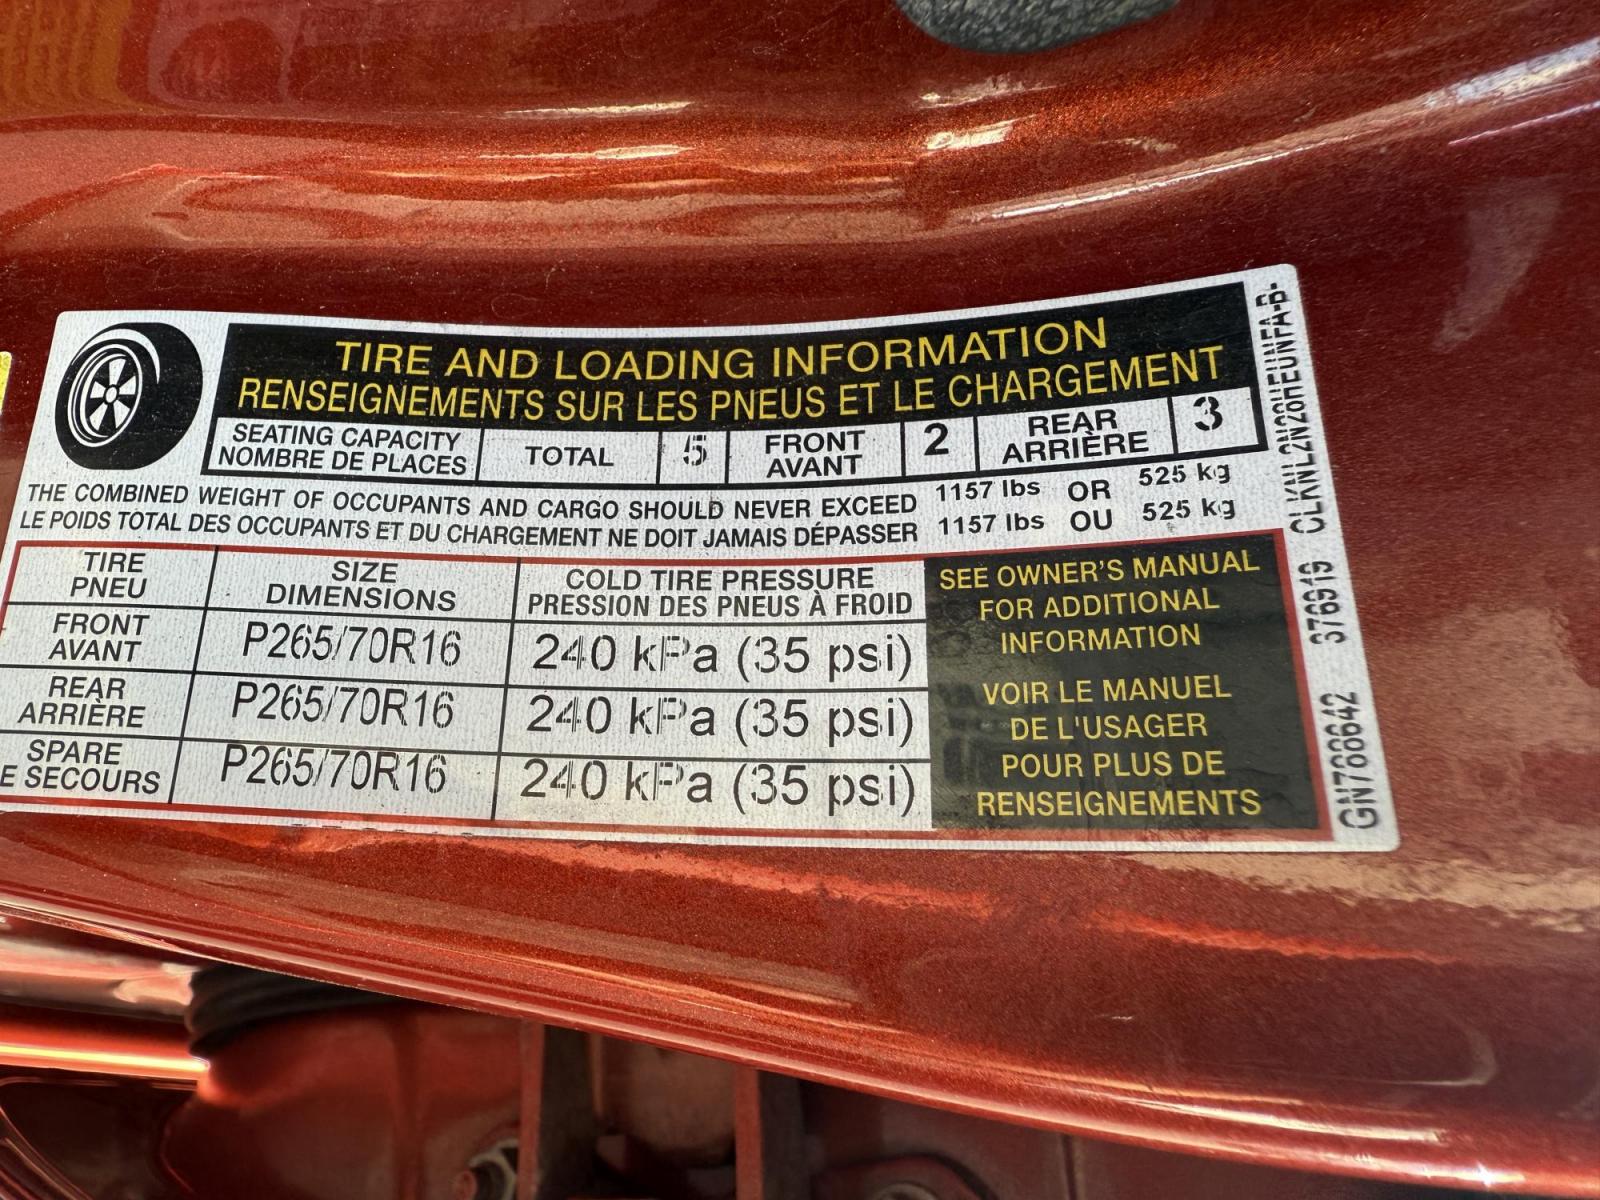 TIRE AND LOADING INFORMATION
RENSEIGNEMENTS SUR LES PNEUS ET LE CHARGEMENT
SEATING CAPACITY
NOMBRE DE PLACES
TOTAL
5
FRONT
AVANT
2
REAR
ARRIÈRE
3
THE COMBINED WEIGHT OF OCCUPANTS AND CARGO SHOULD NEVER EXCEED 1157 lbs OR 525 kg
LE POIDS TOTAL DES OCCUPANTS ET DU CHARGEMENT NE DOIT JAMAIS DÉPASSER 1157 lbs OU 525 kg
TIRE
PNEU
SIZE
DIMENSIONS
COLD TIRE PRESSURE
PRESSION DES PNEUS À FROID
FRONT
AVANT
P265/70R16
240 kPa (35 psi)
REAR
ARRIÈRE
P265/70R16
240 kPa (35 psi)
SPARE
E SECOURS
P265/70R16
240 kPa (35 psi)
SEE OWNER'S MANUAL
FOR ADDITIONAL
INFORMATION
VOIR LE MANUEL
DE L'USAGER
POUR PLUS DE
RENSEIGNEMENTS
GN788642